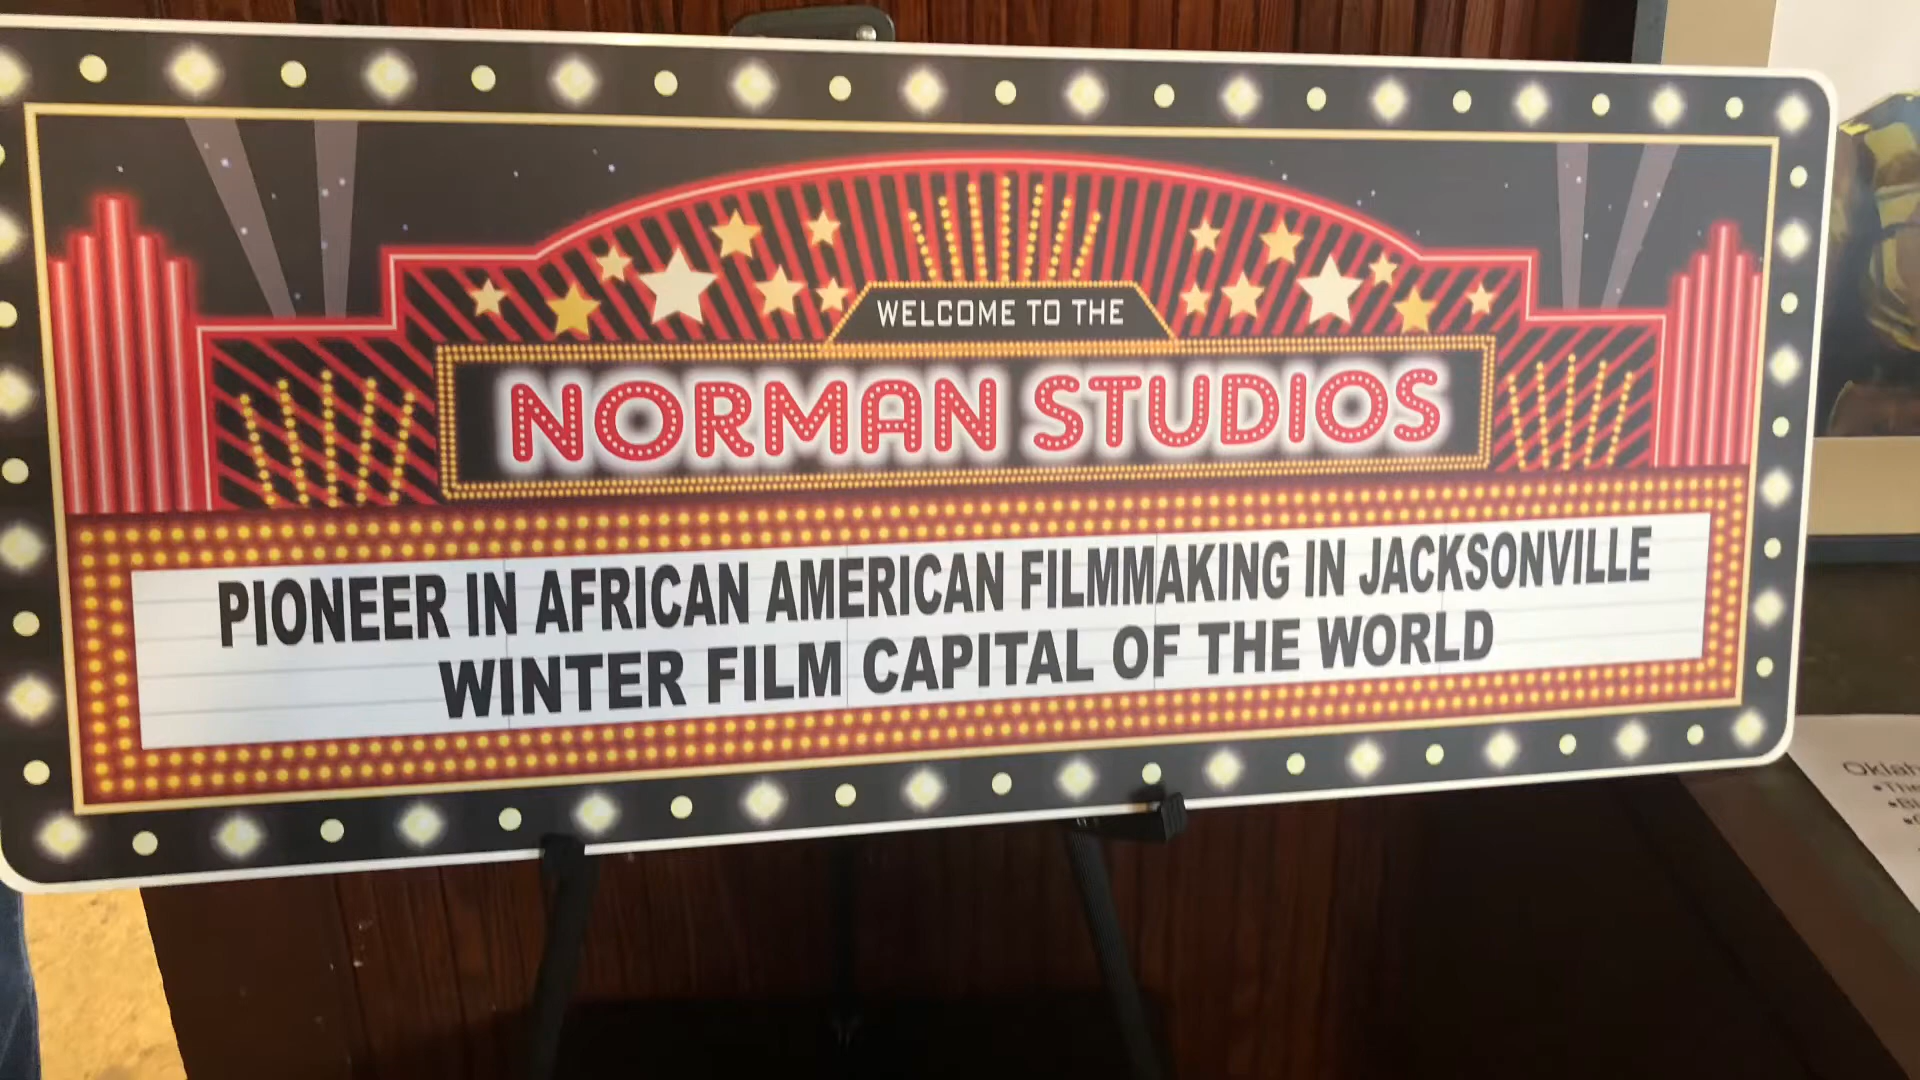 WELCOME TO THE
NORMAN STUDIOS
PIONEER IN AFRICAN AMERICAN FILMMAKING IN JACKSONVILLE
WINTER FILM CAPITAL OF THE WORLD